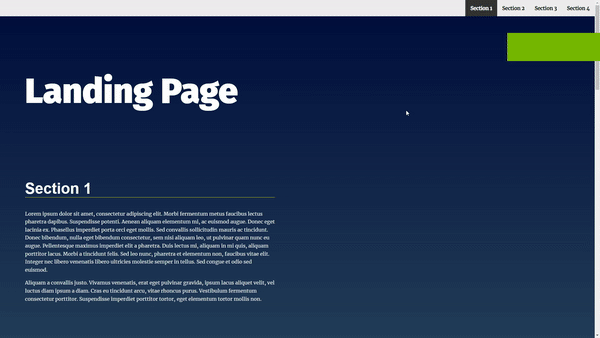 Section 1 Section 2 Section 3 Section 4
Landing Page
Section 1
Lorem ipsum dolor sit amet, consectetur adipiscing elit. Morbi fermentum metus faucibus lectus
pharetra dapibus. Suspendisse potenti. Aenean aliquam elementum mi, ac euismod augue. Donec eget
lacinia ex. Phasellus imperdiet porta orci eget mollis. Sed convallis sollicitudin mauris ac tincidunt.
Donec bibendum, nulla eget bibendum consectetur, sem nisi aliquam leo, ut pulvinar quam nunc eu
augue. Pellentesque maximus imperdiet elit a pharetra. Duis lectus mi, aliquam in mi quis, aliquam
porttitor lacus. Morbi a tincidunt felis. Sed leo nunc, pharetra et elementum non, faucibus vitae elit.
Integer nec libero venenatis libero ultricies molestie semper in tellus. Sed congue et odio sed
euismod.
Aliquam a convallis justo. Vivamus venenatis, erat eget pulvinar gravida, ipsum lacus aliquet velit, vel
luctus diam ipsum a diam. Cras eu tincidunt arcu, vitae rhoncus purus. Vestibulum fermentum
consectetur porttitor. Suspendisse imperdiet porttitor tortor, eget elementum tortor mollis non.